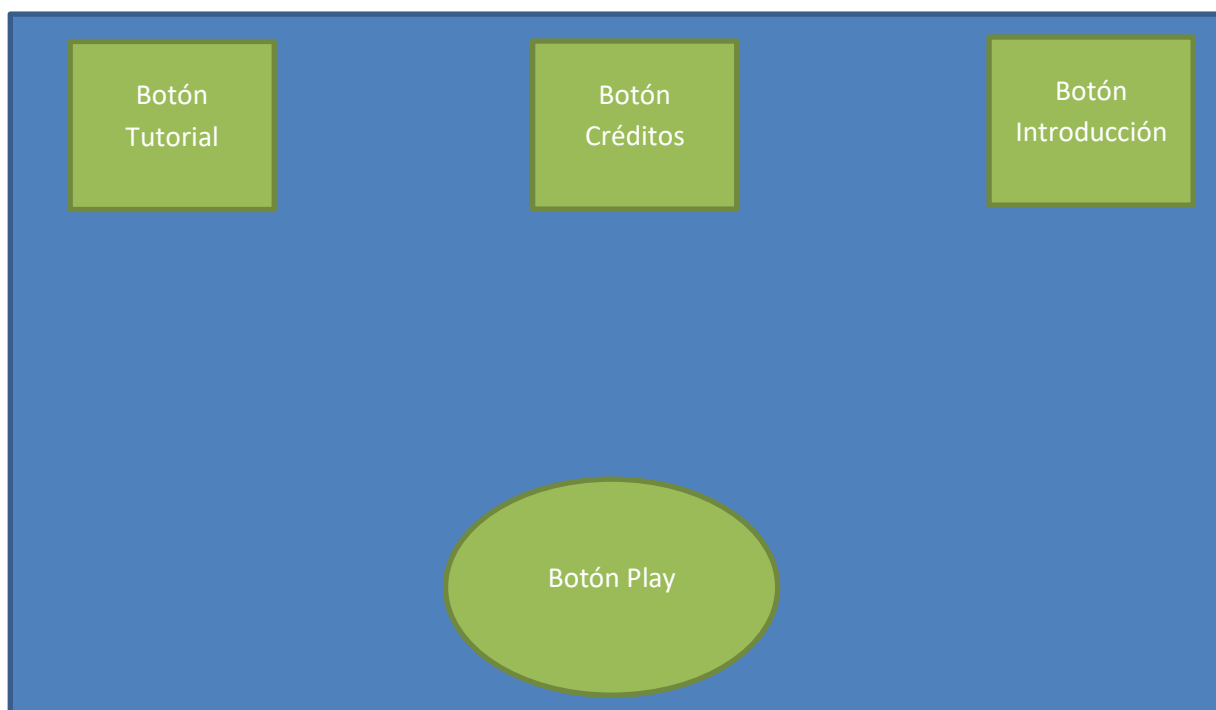 Botón
Tutorial
Botón
Créditos
Botón
Introducción
Botón Play